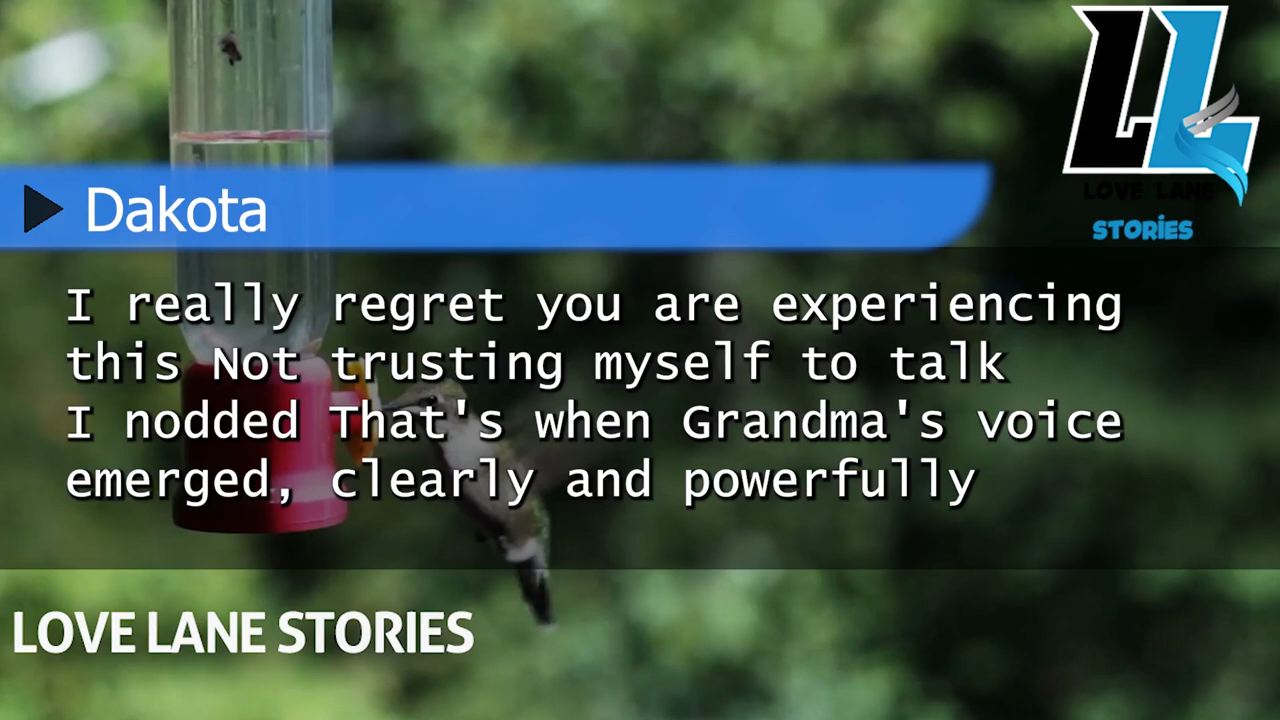 LL
LOVE LANE
STORIES
Dakota
I really regret you are experiencing
this Not trusting myself to talk
I nodded That's when Grandma's voice
emerged, clearly and powerfully
LOVE LANE STORIES